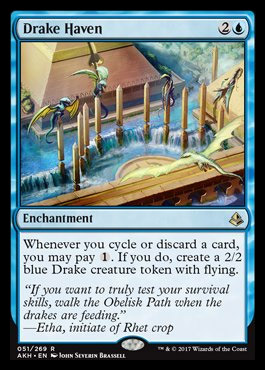 Drake Haven 2
Enchantment
Whenever you cycle or discard a card,
you may pay 1. If you do, create a 2/2
blue Drake creature token with flying.
“If you want to truly test your survival
skills, walk the Obelisk Path when the
drakes are feeding.”
—Etha, initiate of Rhet crop
051/269 R
AKH • EN JOHN SEVERIN BRASSELL
™ & © 2017 Wizards of the Coast